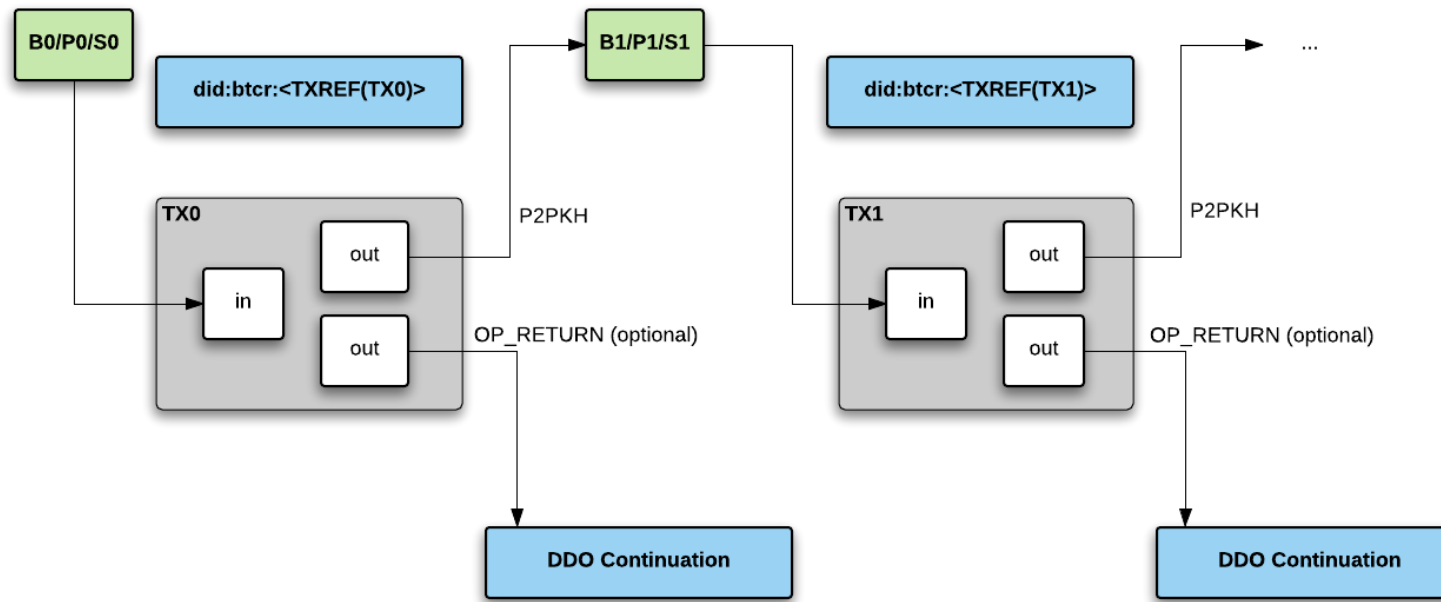 B0/P0/S0
B1/P1/S1
...
did:btcr:<TXREF(TX0)>
did:btcr:<TXREF(TX1)>
TX0
in
out
out
P2PKH
OP_RETURN (optional)
TX1
in
out
out
P2PKH
OP_RETURN (optional)
DDO Continuation
DDO Continuation